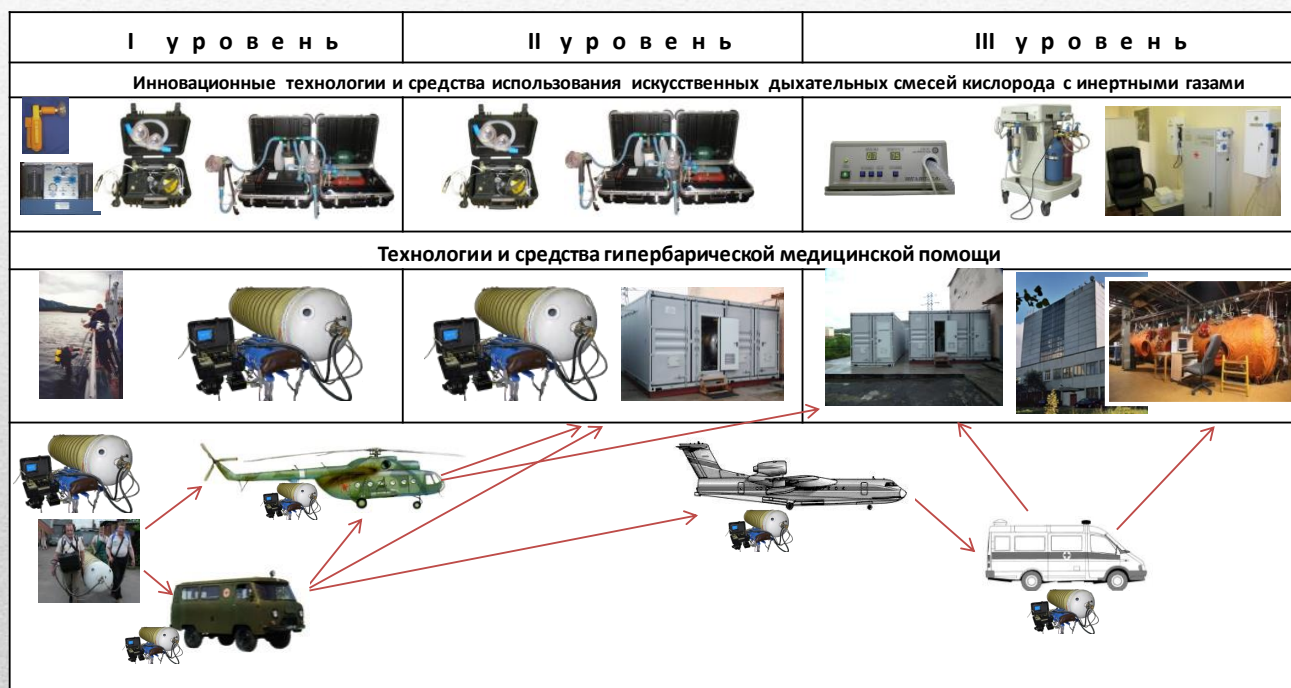 I уровень
II уровень
III уровень
Инновационные технологии и средства использования искусственных дыхательных смесей кислорода с инертными газами
Технологии и средства гипербарической медицинской помощи